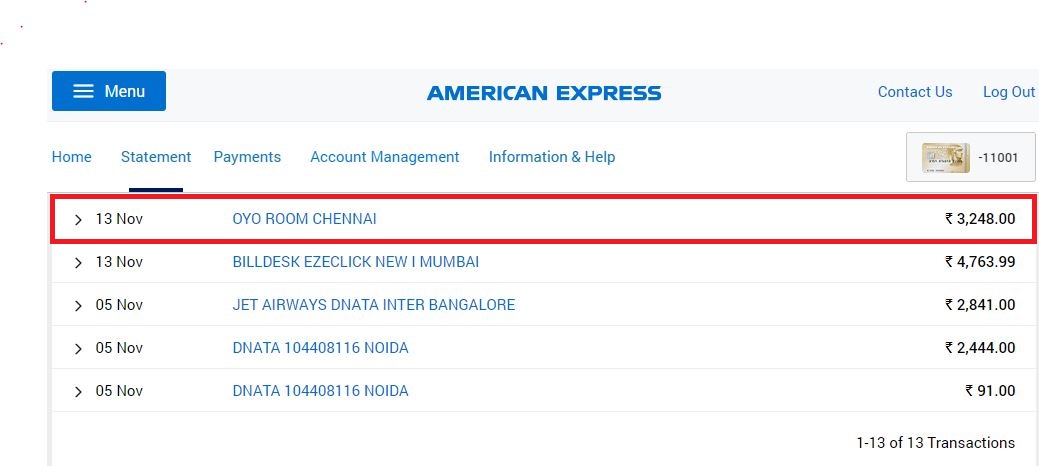 Menu AMERICAN EXPRESS Contact Us Log Out
Home Statement Payments Account Management Information & Help -11001
13 Nov OYO ROOM CHENNAI ₹ 3,248.00
13 Nov BILLDESK EZECLICK NEW I MUMBAI ₹ 4,763.99
05 Nov JET AIRWAYS DNATA INTER BANGALORE ₹ 2,841.00
05 Nov DNATA 104408116 NOIDA ₹ 2,444.00
05 Nov DNATA 104408116 NOIDA ₹ 91.00
1-13 of 13 Transactions